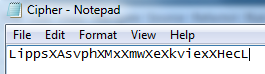 Cipher - Notepad
File Edit Format View Help
LippsXAsvphXMxXmwXeXkviexXHecL